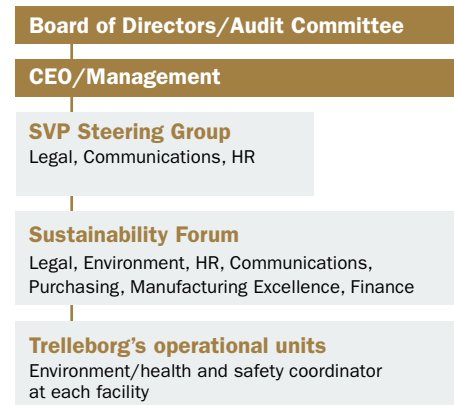 Board of Directors/Audit Committee
CEO/Management
SVP Steering Group
Legal, Communications, HR
Sustainability Forum
Legal, Environment, HR, Communications,
Purchasing, Manufacturing Excellence, Finance
Trelleborg's operational units
Environment/health and safety coordinator
at each facility